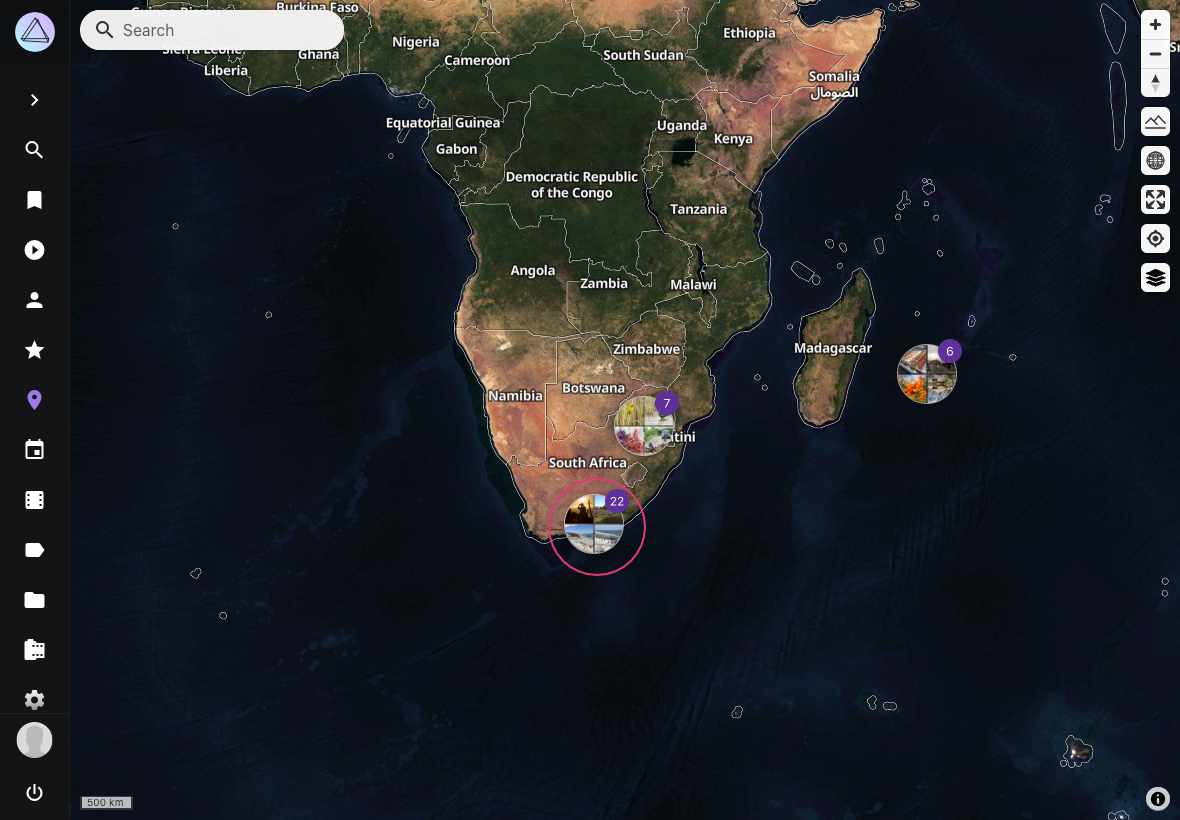 Burkina Faso
Search
Sierra Leone
Ghana
Liberia
Nigeria
Cameroon
South Sudan
Ethiopia
Somalia
الصومال
Equatorial Guinea
Gabon
Uganda
Kenya
Democratic Republic
of the Congo
Tanzania
Angola
Zambia
Malawi
Zimbabwe
Madagascar
6
Namibia
Botswana
7
tini
South Africa
22
500 km